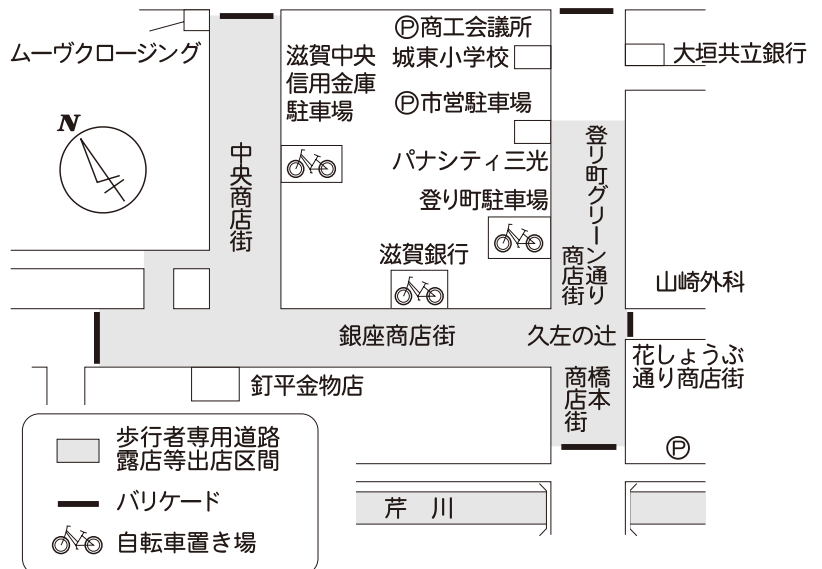 ムーヴクロージング
滋賀中央
信用金庫
駐車場
Ⓟ商工会議所
城東小学校
大垣共立銀行
Ⓟ市営駐車場
N
パナシティ三光
登り町駐車場
中央商店街
登り町グリーン通り
商店街
滋賀銀行
山崎外科
銀座商店街
久左の辻
花しょうぶ
通り商店街
釘平金物店
橋本
商店街
Ⓟ
歩行者専用道路
露店等出店区間
バリケード
自転車置き場
芹 川